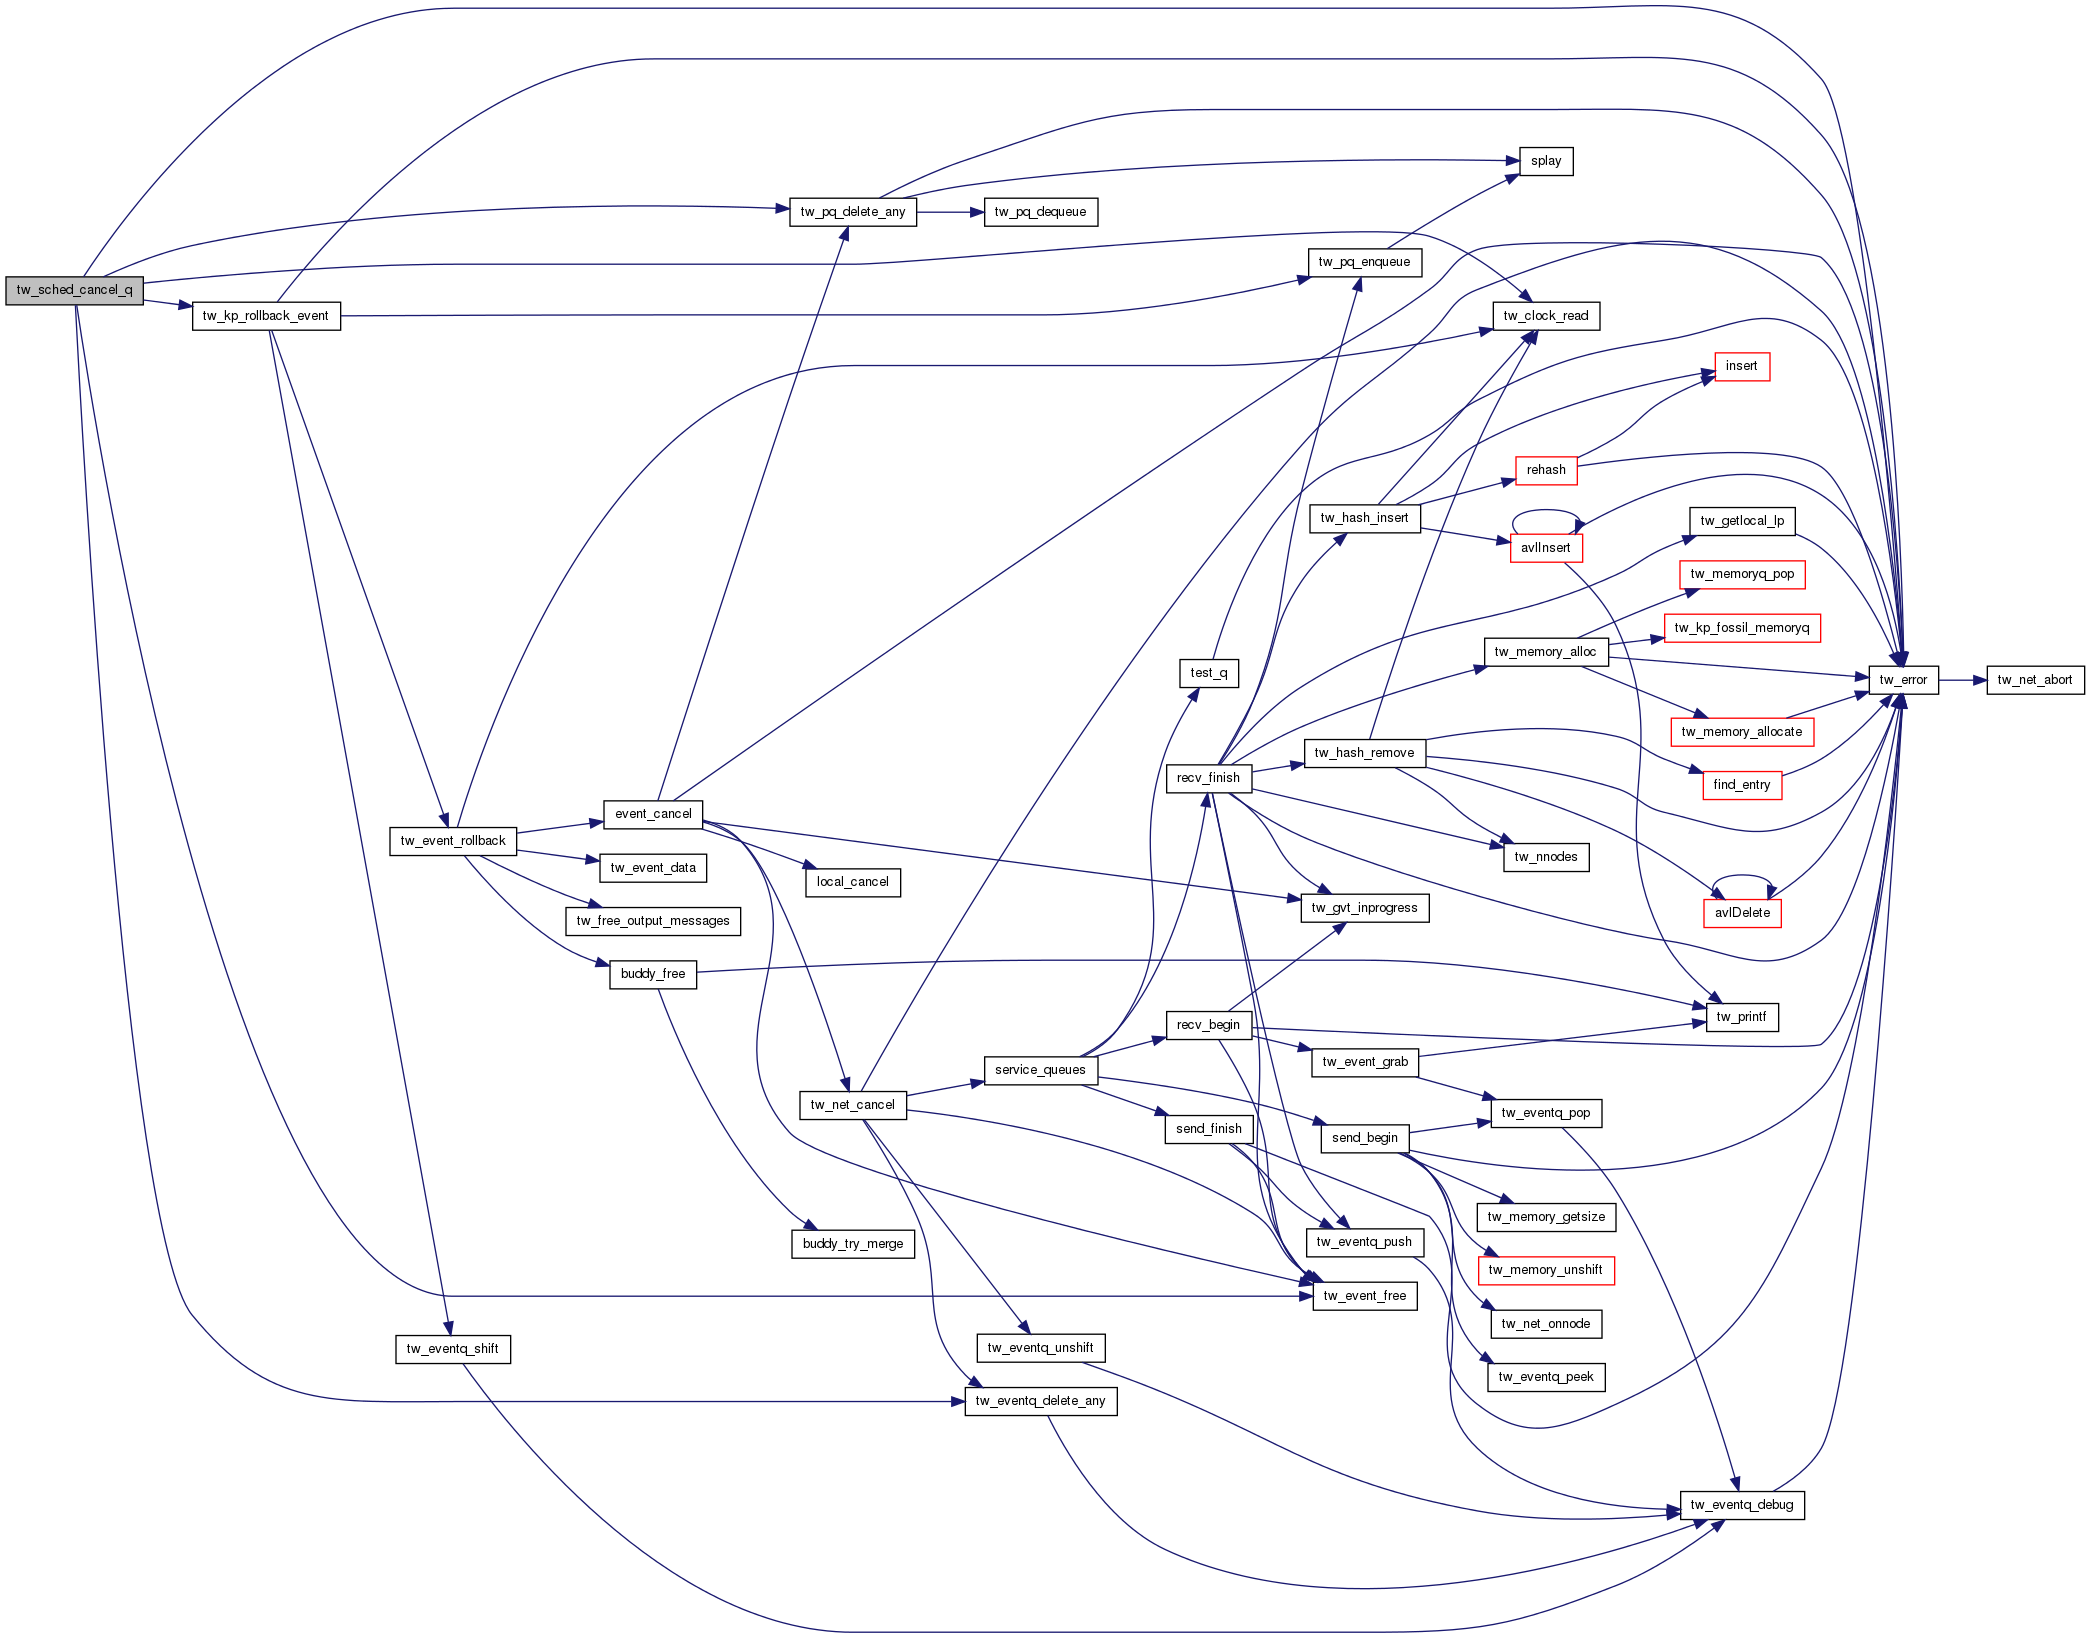 tw_sched_cancel_q
tw_kp_rollback_event
tw_event_rollback
tw_eventq_shift
event_cancel
tw_event_data
tw_free_output_messages
buddy_free
tw_pq_delete_any
local_cancel
tw_net_cancel
buddy_try_merge
tw_pq_dequeue
service_queues
tw_eventq_unshift
tw_eventq_delete_any
test_q
recv_finish
recv_begin
send_finish
tw_pq_enqueue
tw_hash_insert
tw_hash_remove
tw_gvt_inprogress
tw_event_grab
send_begin
tw_eventq_push
tw_event_free
splay
tw_clock_read
rehash
avlInsert
tw_memory_alloc
tw_nnodes
tw_eventq_pop
tw_memory_getsize
tw_memory_unshift
tw_net_onnode
tw_eventq_peek
insert
tw_getlocal_lp
tw_memoryq_pop
tw_kp_fossil_memoryq
tw_memory_allocate
find_entry
avlDelete
tw_printf
tw_eventq_debug
tw_error
tw_net_abort